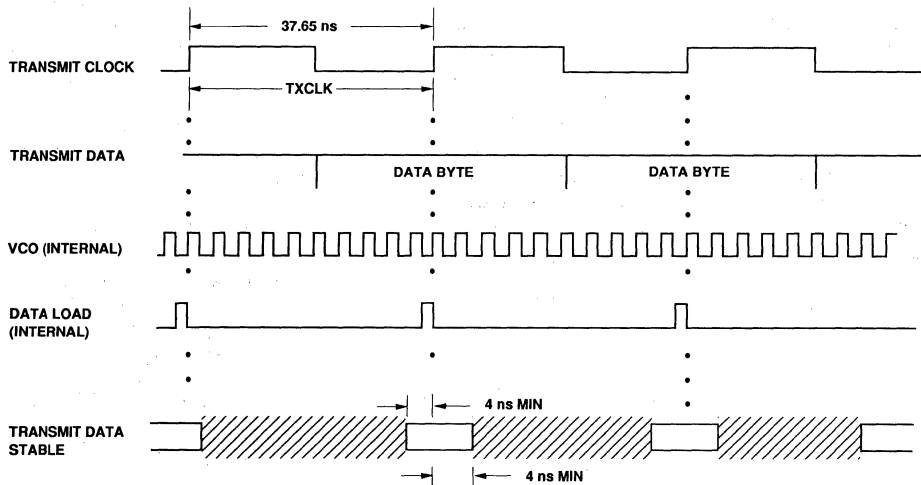 37.65 ns
TRANSMIT CLOCK
TXCLK
TRANSMIT DATA
DATA BYTE
DATA BYTE
VCO (INTERNAL)
DATA LOAD
(INTERNAL)
4 ns MIN
TRANSMIT DATA
STABLE
4 ns MIN